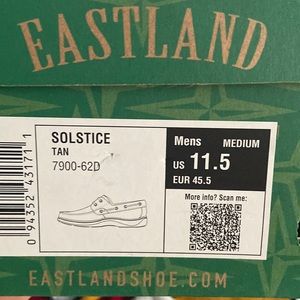 EASTLAND
SOLSTICE
TAN
7900-62D
Mens MEDIUM
US 11.5
EUR 45.5
More info? Scan me:
0 94352 43171 1
EASTLANDSHOE.COM